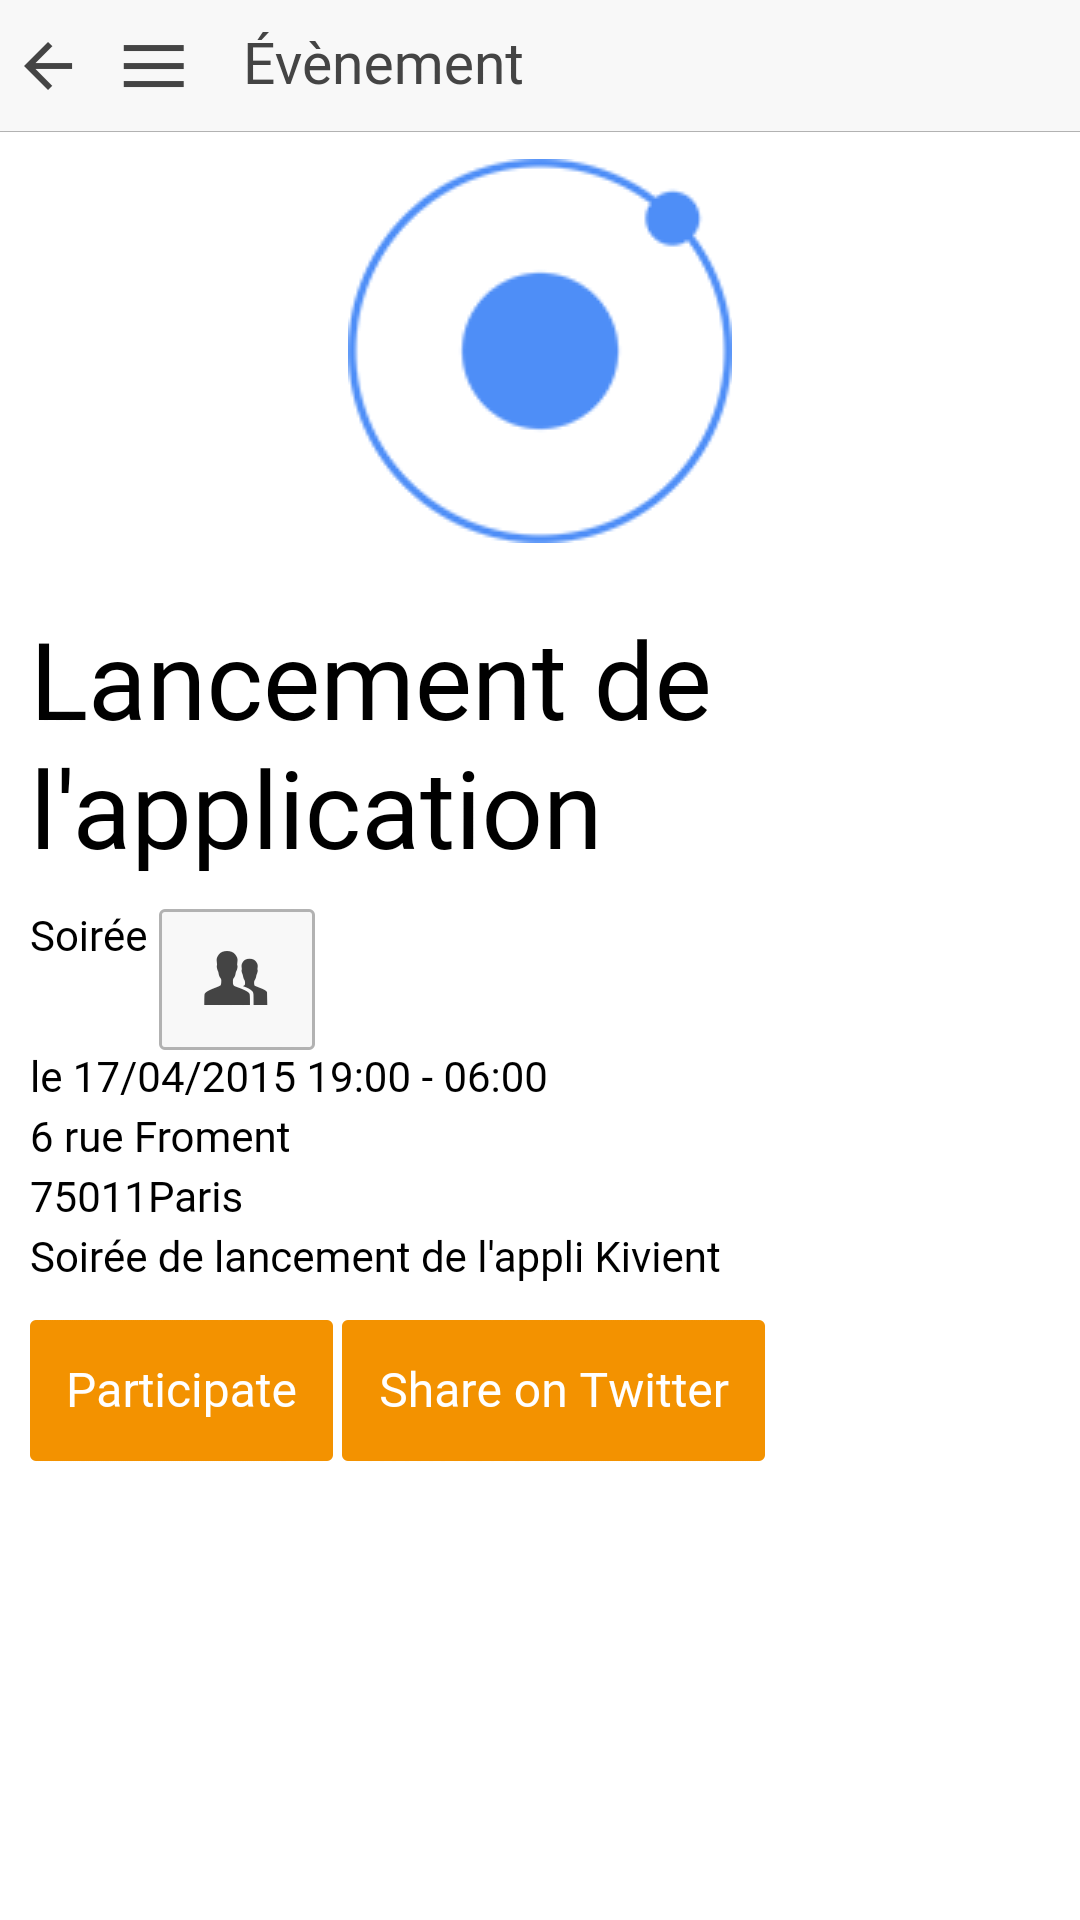 Évènement
Lancement de
l'application
Soirée
le 17/04/2015 19:00 - 06:00
6 rue Froment
75011Paris
Soirée de lancement de l'appli Kivient
Participate
Share on Twitter